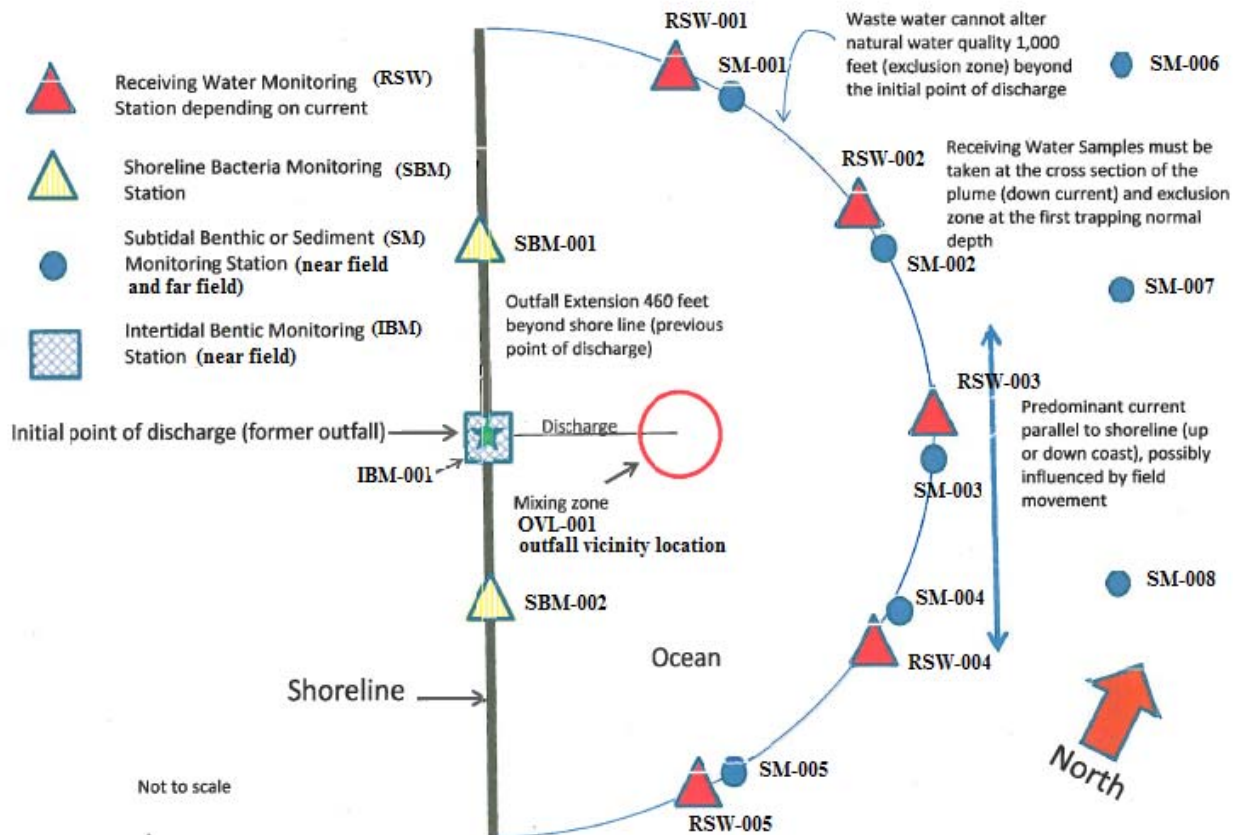 Receiving Water Monitoring (RSW)
Station depending on current
Shoreline Bacteria Monitoring (SBM)
Station
Subtidal Benthic or Sediment (SM)
Monitoring Station (near field
and far field)
Intertidal Bentic Monitoring (IBM)
Station (near field)
Initial point of discharge (former outfall)
IBM-001
Shoreline
Not to scale
RSW-001
SM-001
Waste water cannot alter
natural water quality 1,000
feet (exclusion zone) beyond
the initial point of discharge
SM-006
RSW-002
SM-002
Receiving Water Samples must be
taken at the cross section of the
plume (down current) and exclusion
zone at the first trapping normal
depth
SM-007
SBM-001
Outfall Extension 460 feet
beyond shore line (previous
point of discharge)
Discharge
Mixing zone
OVL-001
outfall vicinity location
RSW-003
SM-003
Predominant current
parallel to shoreline (up
or down coast), possibly
influenced by field
movement
SBM-002
SM-004
RSW-004
SM-008
Ocean
SM-005
RSW-005
North